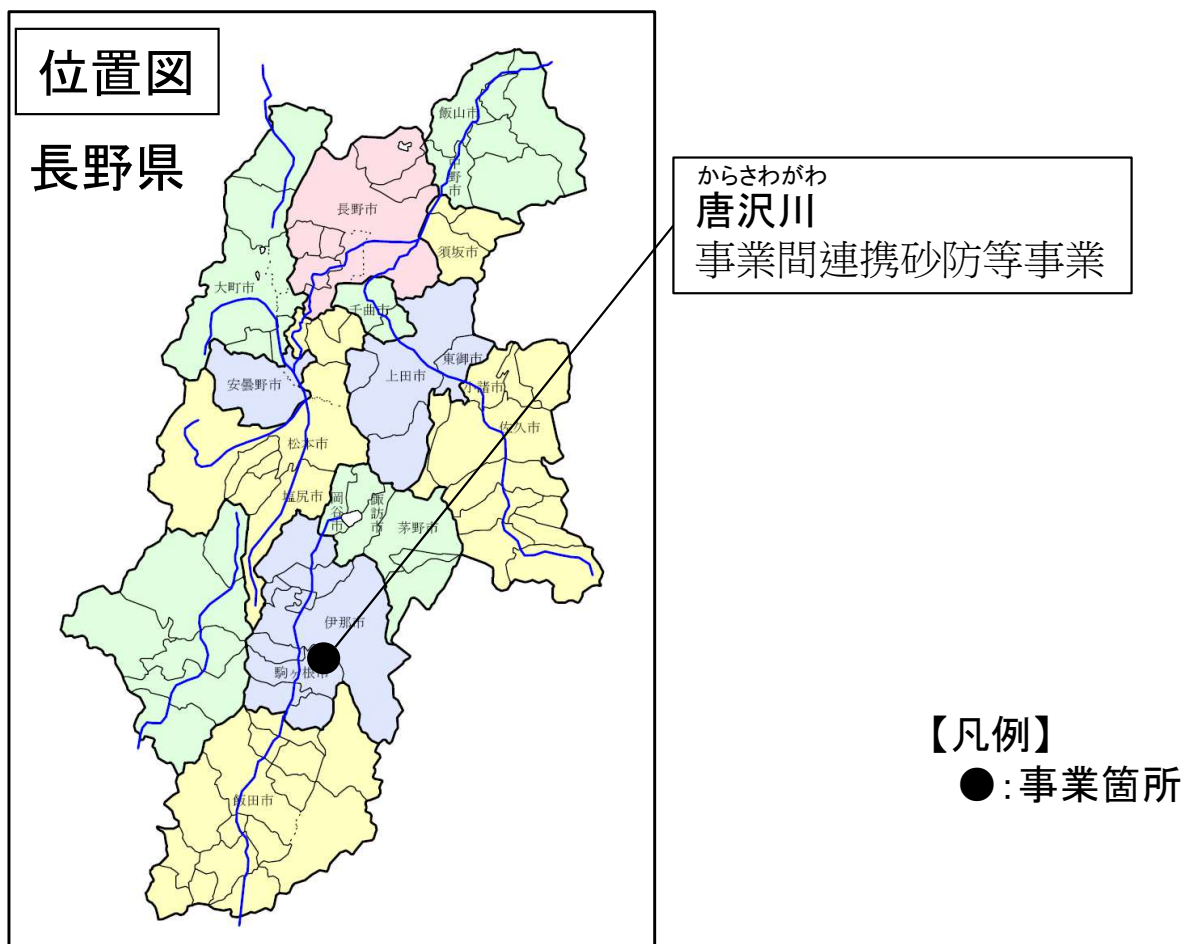 位置図
長野県
からさわがわ
唐沢川
事業間連携砂防等事業
飯山市
中野市
長野市
須坂市
大町市
千曲市
東御市
上田市
小諸市
安曇野市
佐久市
松本市
塩尻市
岡谷市
諏訪市
茅野市
伊那市
駒ヶ根市
飯田市
【凡例】
●:事業箇所